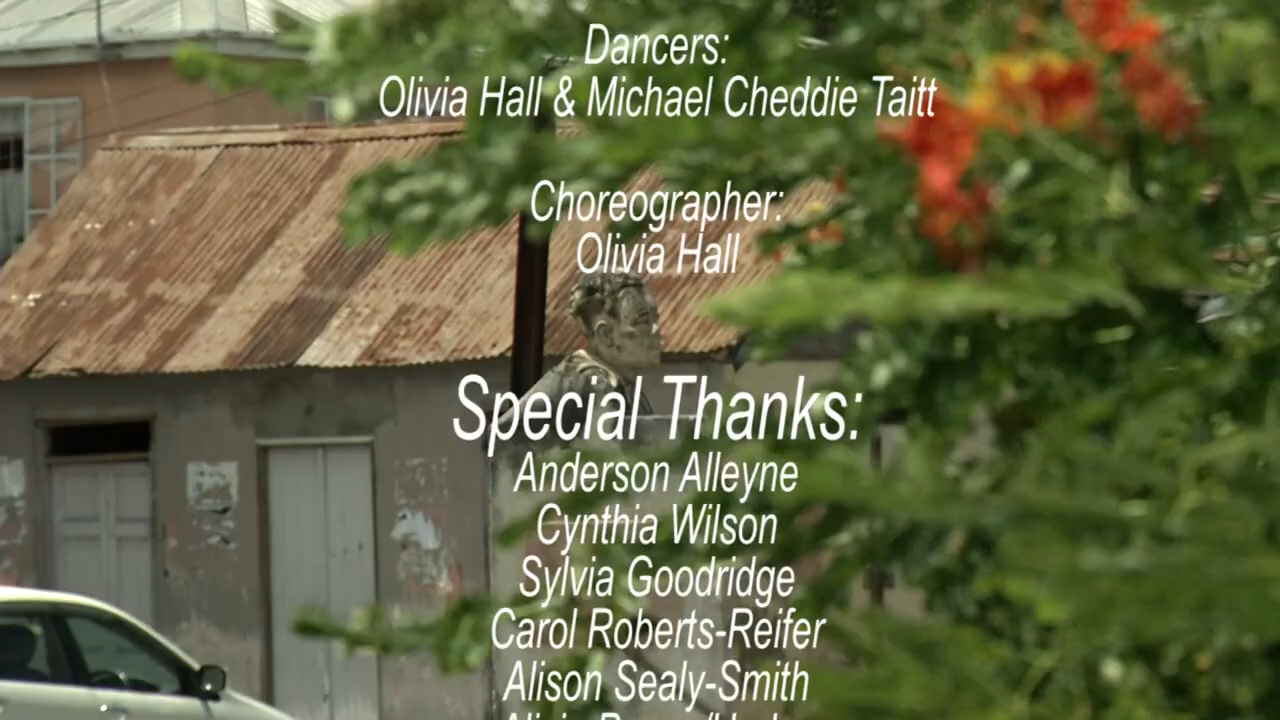 Dancers:
Olivia Hall & Michael Cheddie Taitt
Choreographer:
Olivia Hall
Special Thanks:
Anderson Alleyne
Cynthia Wilson
Sylvia Goodridge
Carol Roberts-Reifer
Alison Sealy-Smith